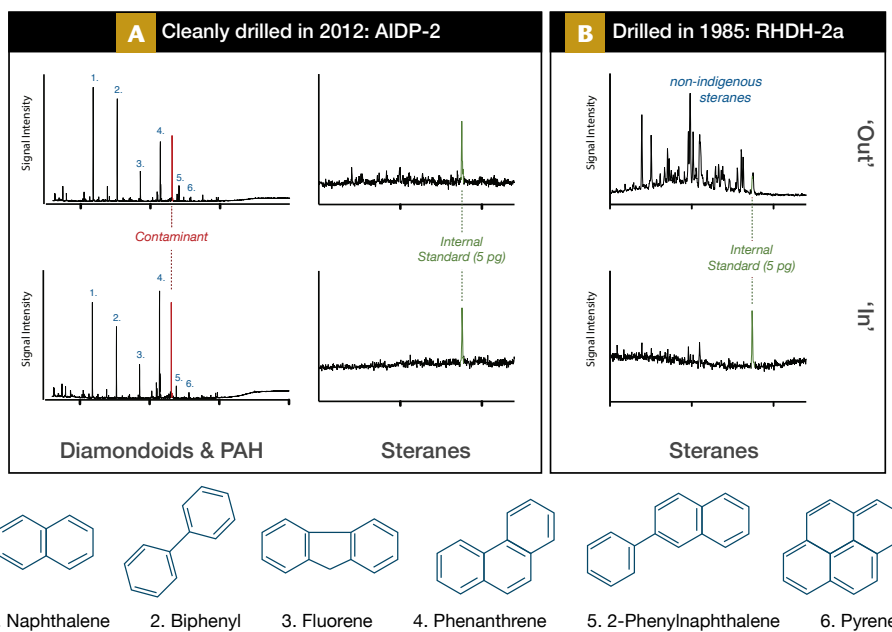 A Cleanly drilled in 2012: AIDP-2
B Drilled in 1985: RHDH-2a
Signal Intensity
1.
2.
3.
4.
5.
6.
Signal Intensity
non-indigenous
steranes
'Out'
Contaminant
Internal
Standard (5 pg)
Internal
Standard (5 pg)
Signal Intensity
1.
2.
3.
4.
5.
6.
Signal Intensity
'In'
Diamondoids & PAH
Steranes
Steranes
. Naphthalene
2. Biphenyl
3. Fluorene
4. Phenanthrene
5. 2-Phenylnaphthalene
6. Pyren